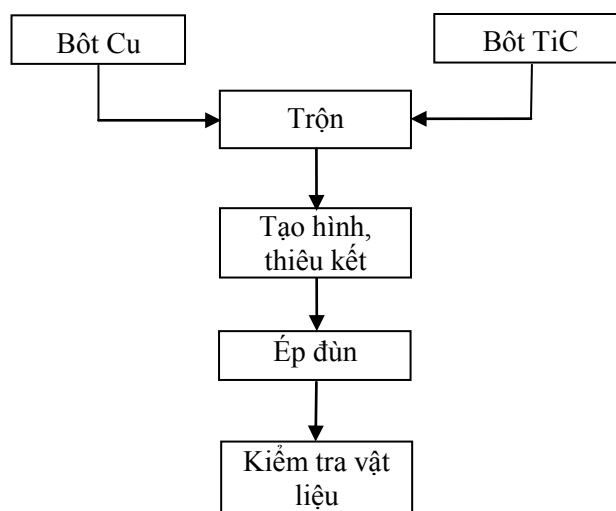 Bôt Cu
Bôt TiC
Trộn
Tạo hình,
thiêu kết
Ép đùn
Kiểm tra vật
liệu